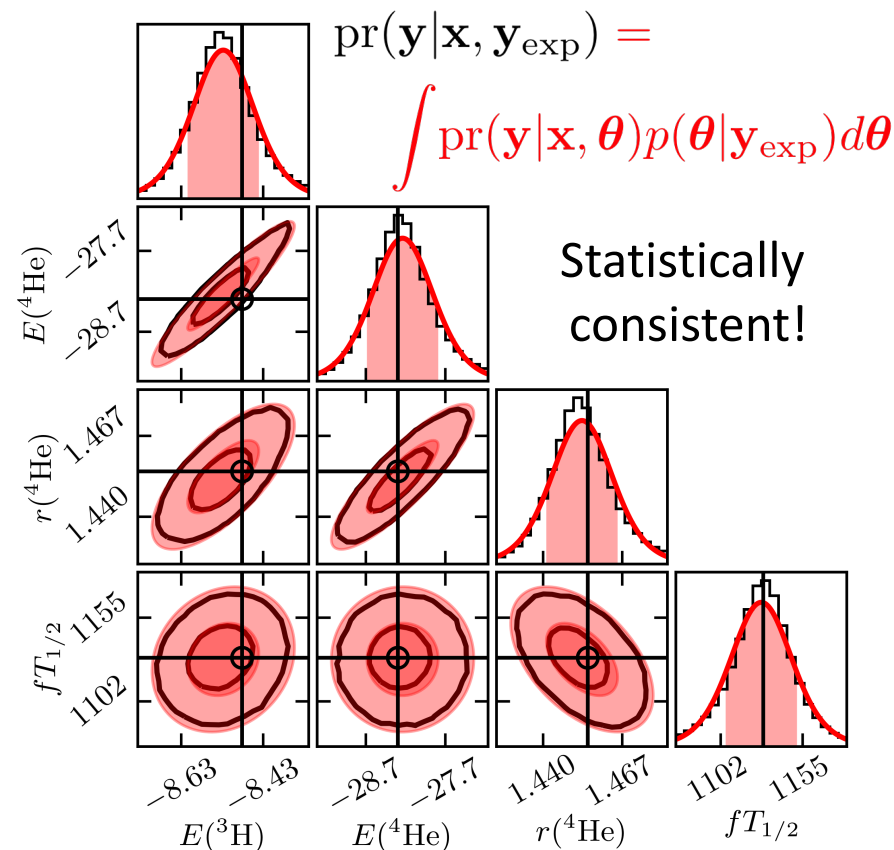 pr(y|x, y_exp) =
∫ pr(y|x, θ)p(θ|y_exp)dθ
Statistically
consistent!
E(⁴He)
−27.7
−28.7
r(⁴He)
1.467
1.440
fT_1/2
1155
1102
−8.63 −8.43 −28.7 −27.7 1.440 1.467 1102 1155
E(³H) E(⁴He) r(⁴He) fT_1/2